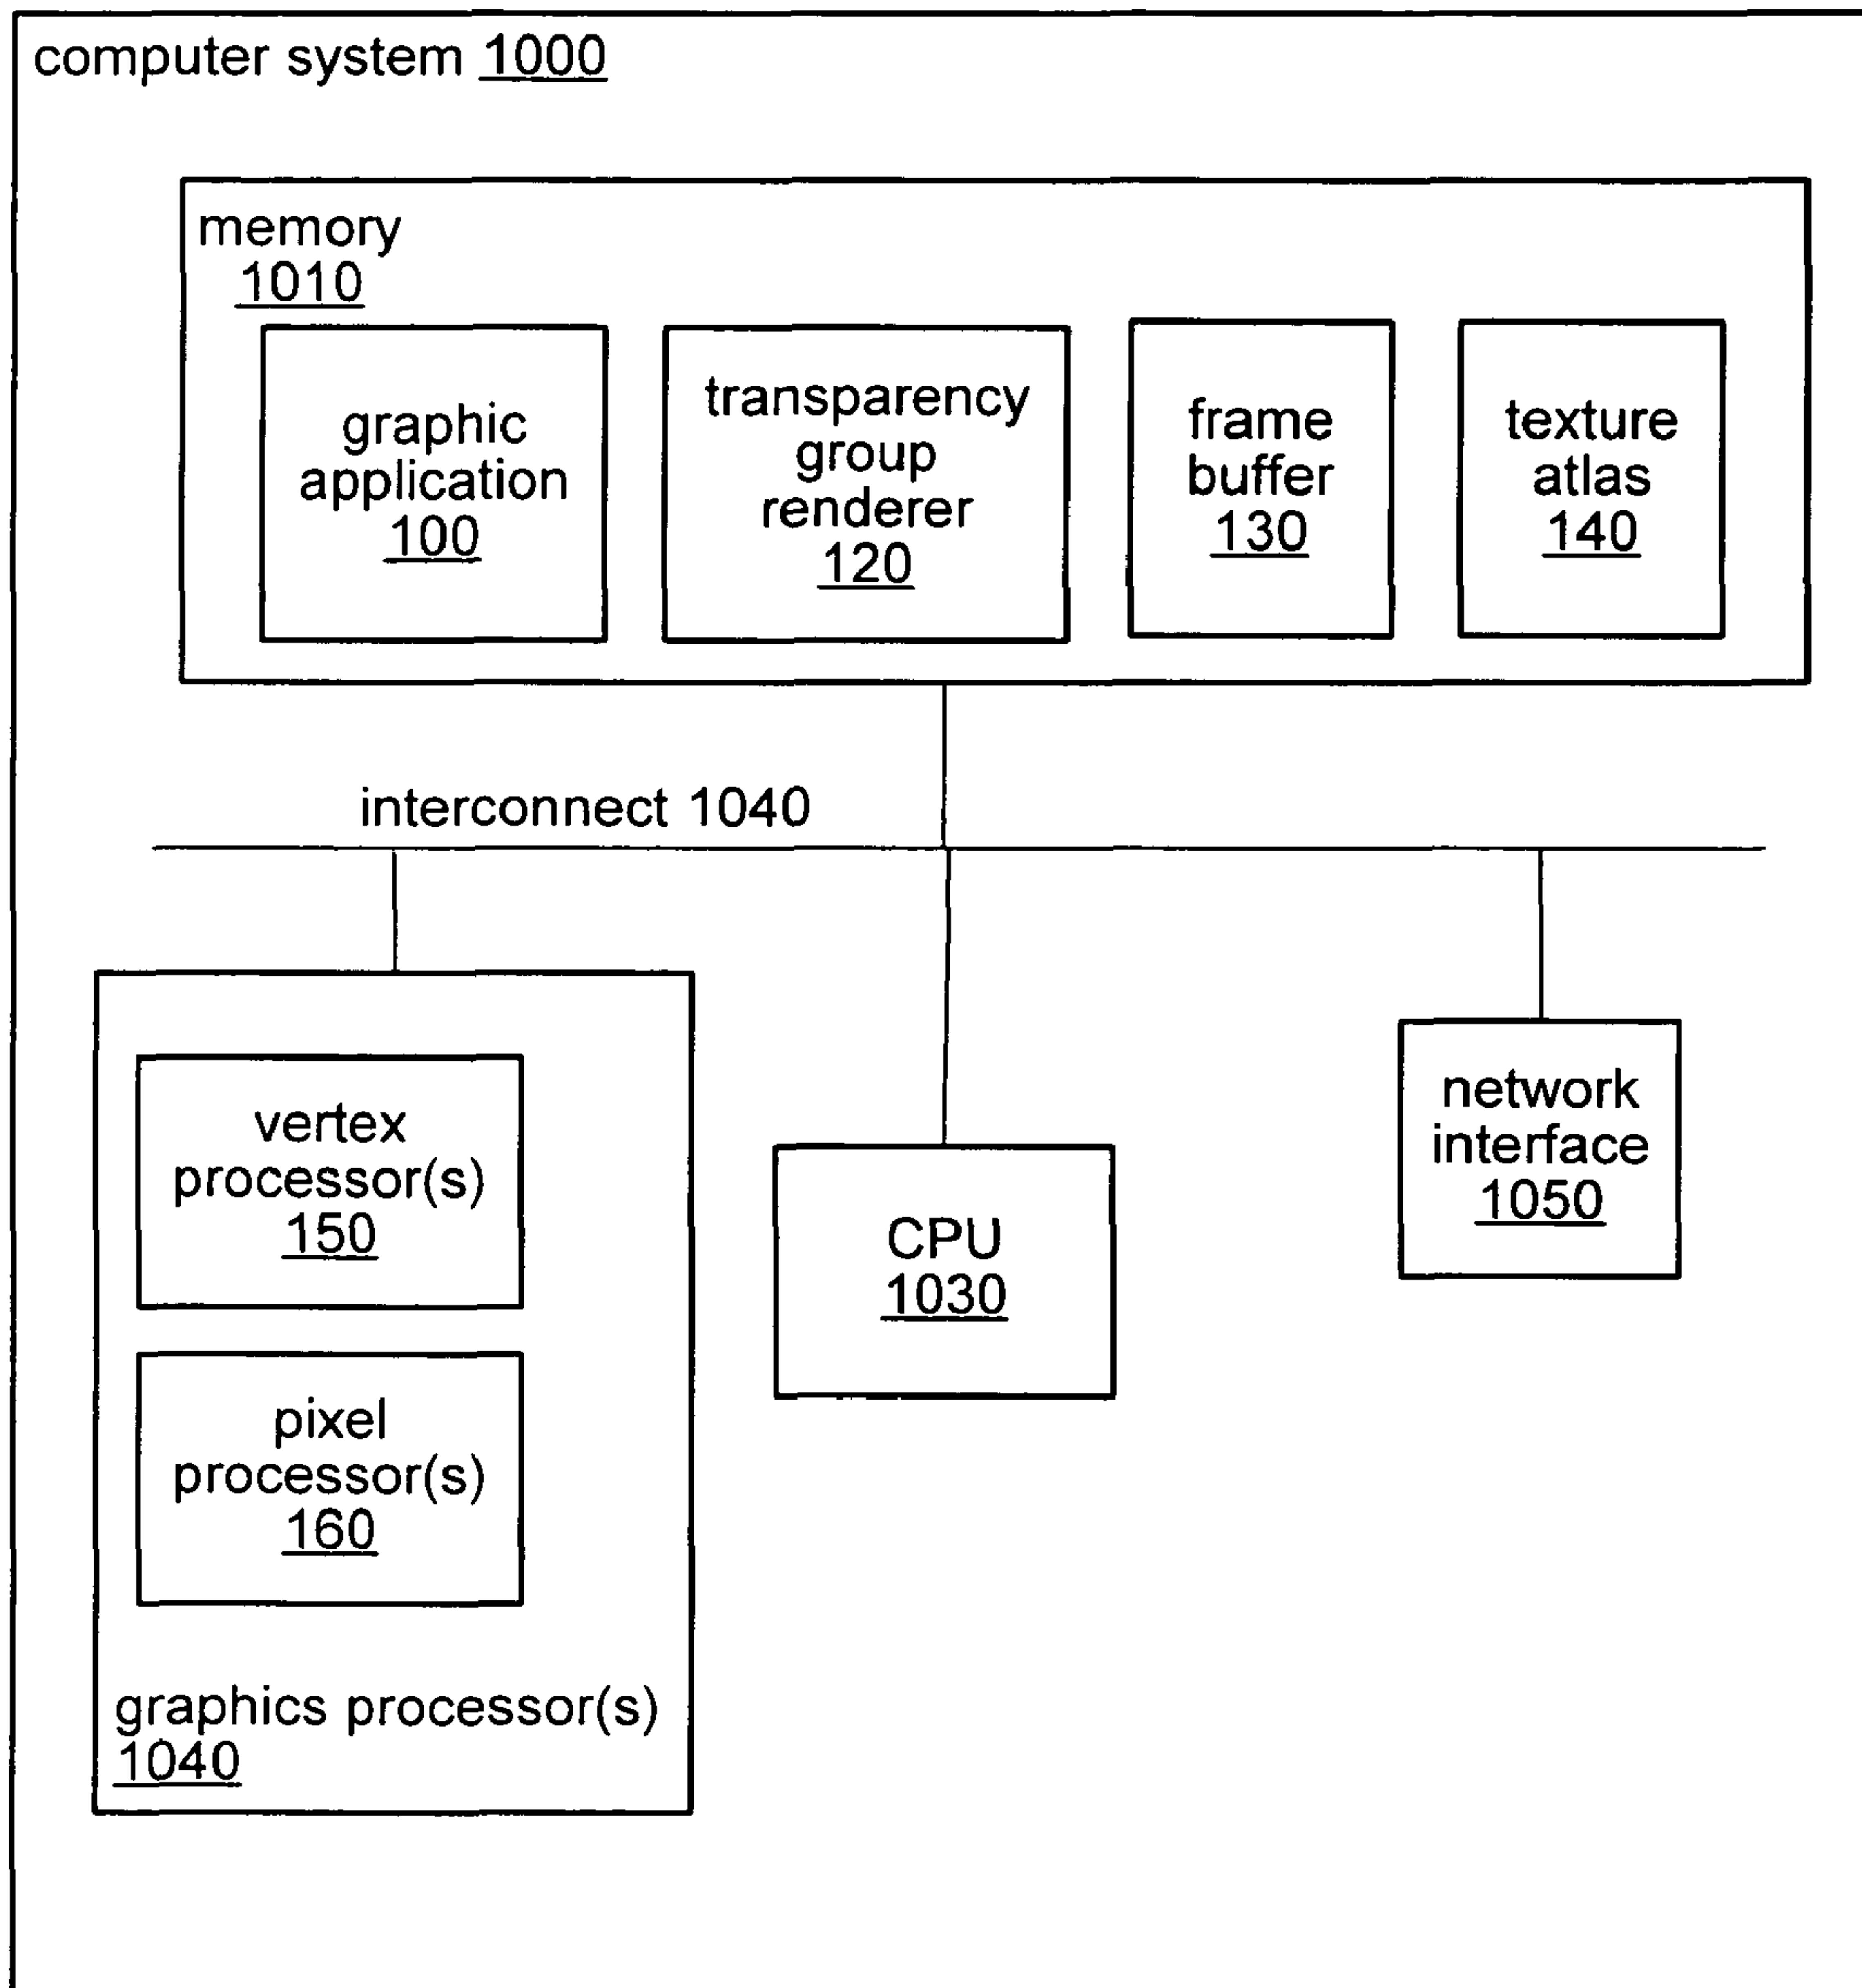 computer system 1000
memory
1010
graphic
application
100
transparency
group
renderer
120
frame
buffer
130
texture
atlas
140
interconnect 1040
vertex
processor(s)
150
pixel
processor(s)
160
graphics processor(s)
1040
CPU
1030
network
interface
1050